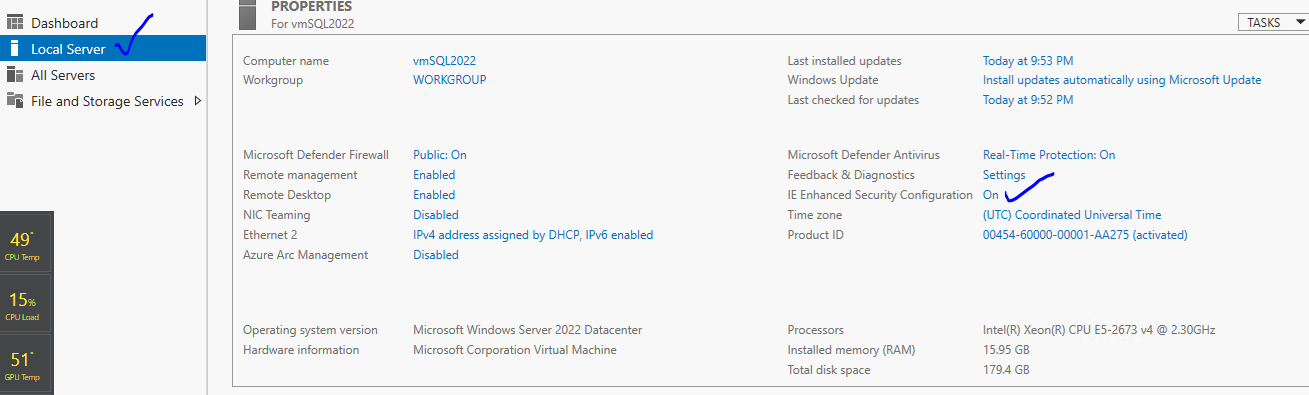 Dashboard
Local Server
All Servers
File and Storage Services
49°
CPU Temp
15%
CPU Load
51°
GPU Temp
PROPERTIES
For vmSQL2022
TASKS
Computer name vmSQL2022
Workgroup WORKGROUP
Last installed updates Today at 9:53 PM
Windows Update Install updates automatically using Microsoft Update
Last checked for updates Today at 9:52 PM
Microsoft Defender Firewall Public: On
Remote management Enabled
Remote Desktop Enabled
NIC Teaming Disabled
Ethernet 2 IPv4 address assigned by DHCP, IPv6 enabled
Azure Arc Management Disabled
Microsoft Defender Antivirus Real-Time Protection: On
Feedback & Diagnostics Settings
IE Enhanced Security Configuration On
Time zone (UTC) Coordinated Universal Time
Product ID 00454-60000-00001-AA275 (activated)
Operating system version Microsoft Windows Server 2022 Datacenter
Hardware information Microsoft Corporation Virtual Machine
Processors Intel(R) Xeon(R) CPU E5-2673 v4 @ 2.30GHz
Installed memory (RAM) 15.95 GB
Total disk space 179.4 GB